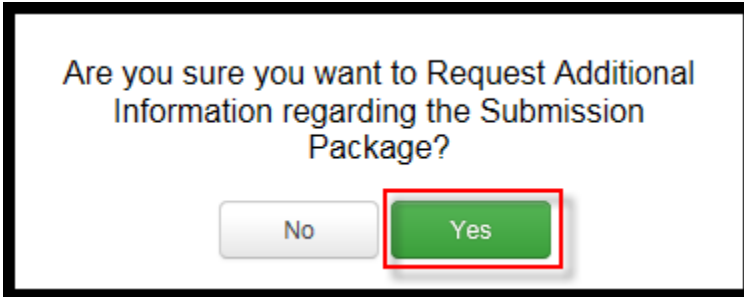 Are you sure you want to Request Additional
Information regarding the Submission
Package?
No
Yes